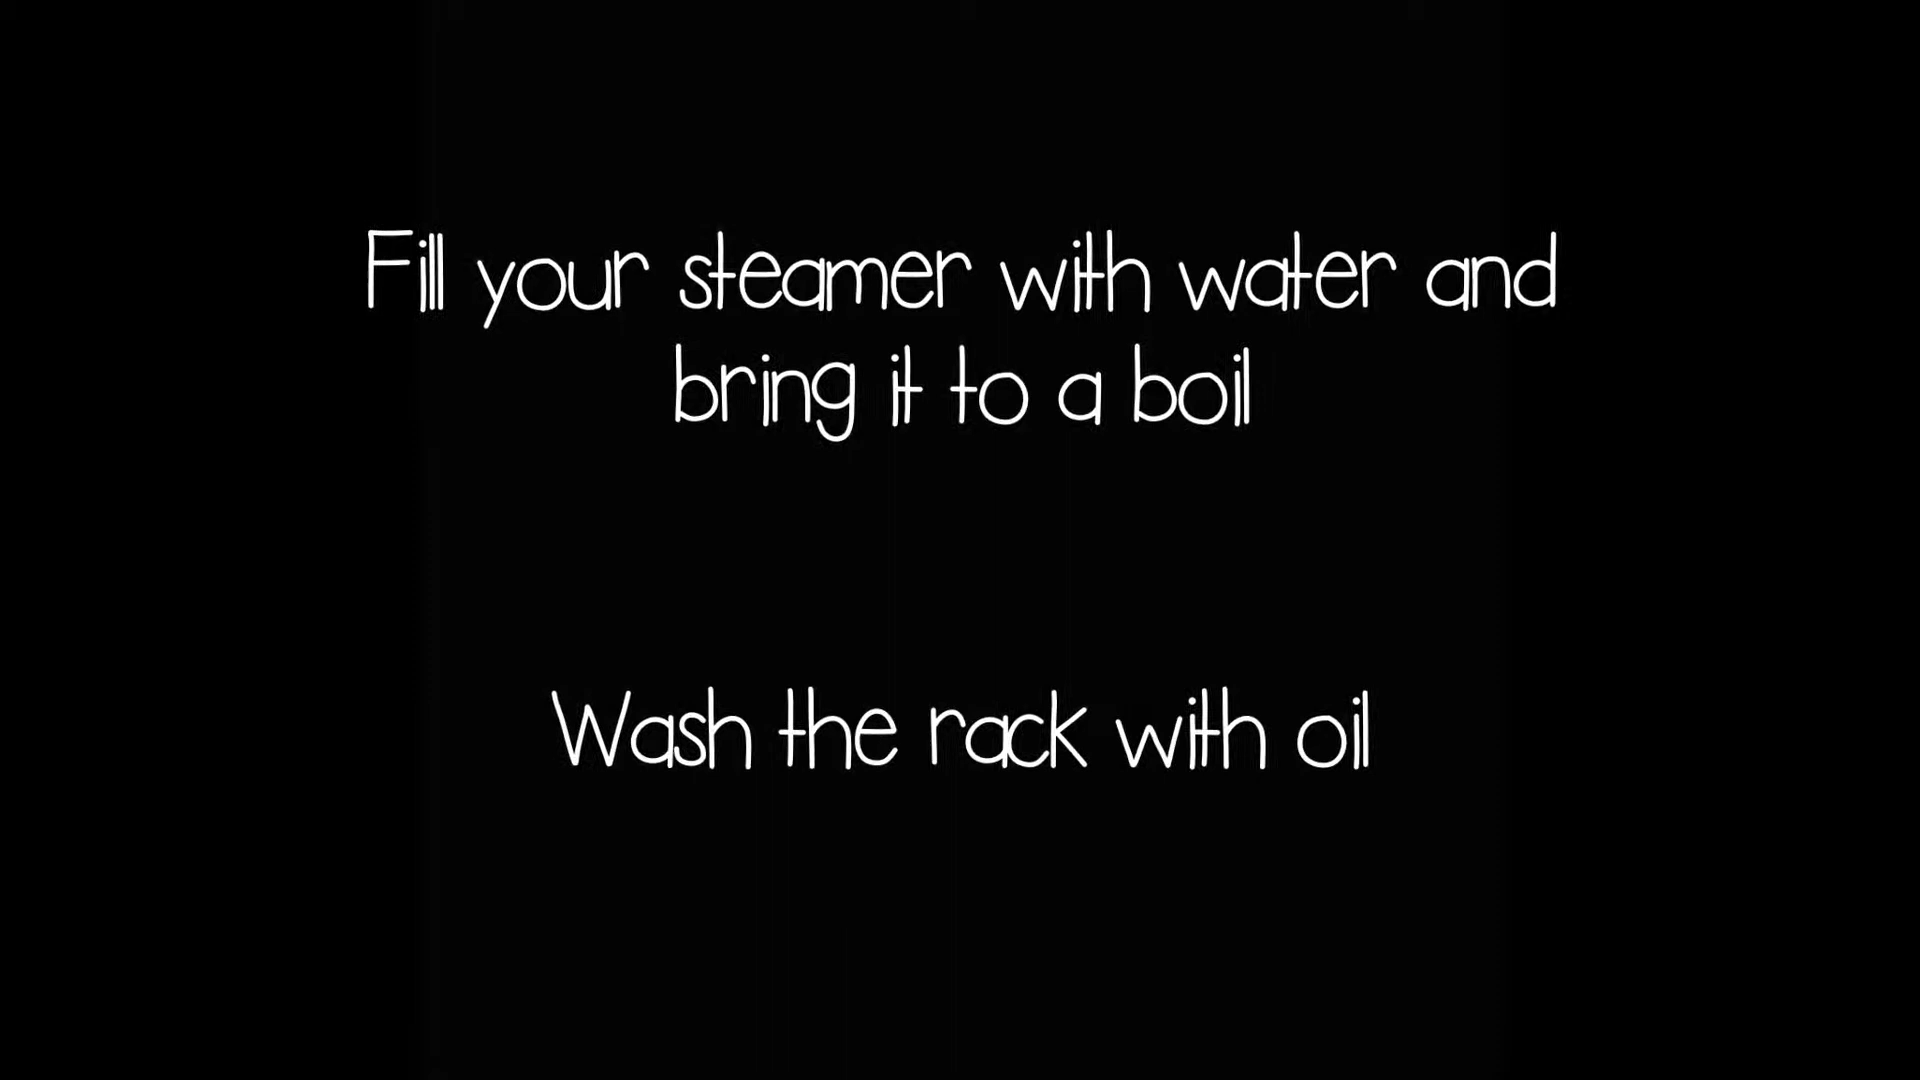 Fill your steamer with water and
bring it to a boil
Wash the rack with oil